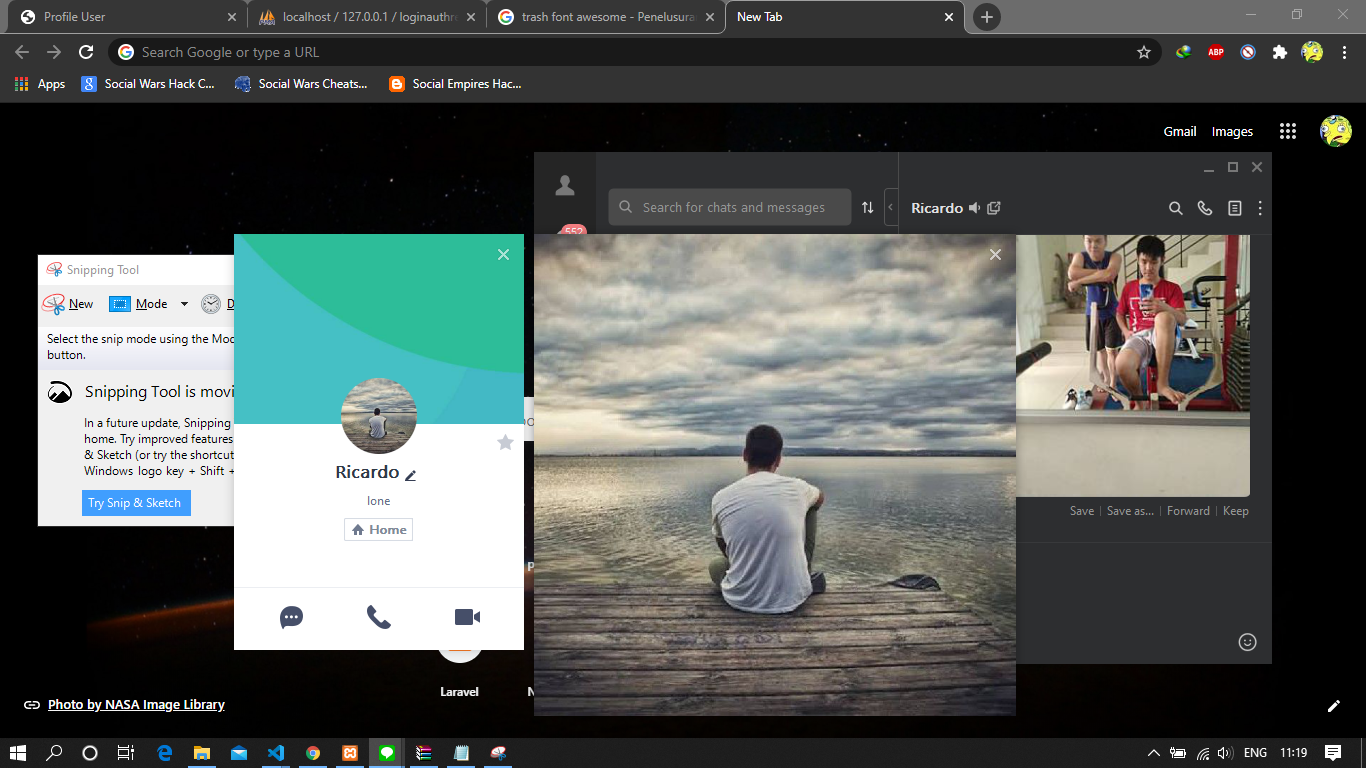 Profile User
localhost / 127.0.0.1 / loginauthre
trash font awesome - Penelusuran
New Tab
Search Google or type a URL
ABP
Apps
Social Wars Hack C...
Social Wars Cheats...
Social Empires Hac...
Gmail
Images
Search for chats and messages
Ricardo
552
Snipping Tool
New
Mode
D
Select the snip mode using the Mod
button.
Snipping Tool is movi
In a future update, Snipping
home. Try improved features
& Sketch (or try the shortcut
Windows logo key + Shift +
Try Snip & Sketch
Ricardo
lone
Home
Save
Save as...
Forward
Keep
Laravel
Photo by NASA Image Library
ENG
11:19